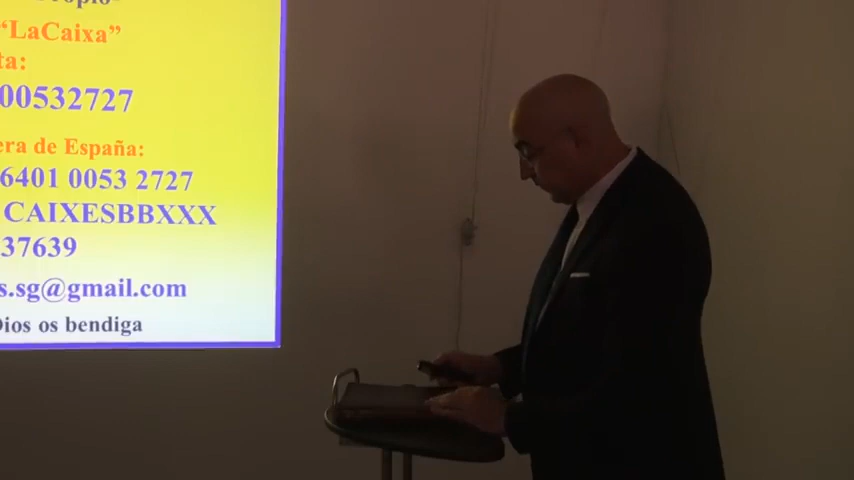 "LaCaixa"
ta:
00532727
era de España:
6401 0053 2727
CAIXESBBXXX
37639
s.sg@gmail.com
Dios os bendiga